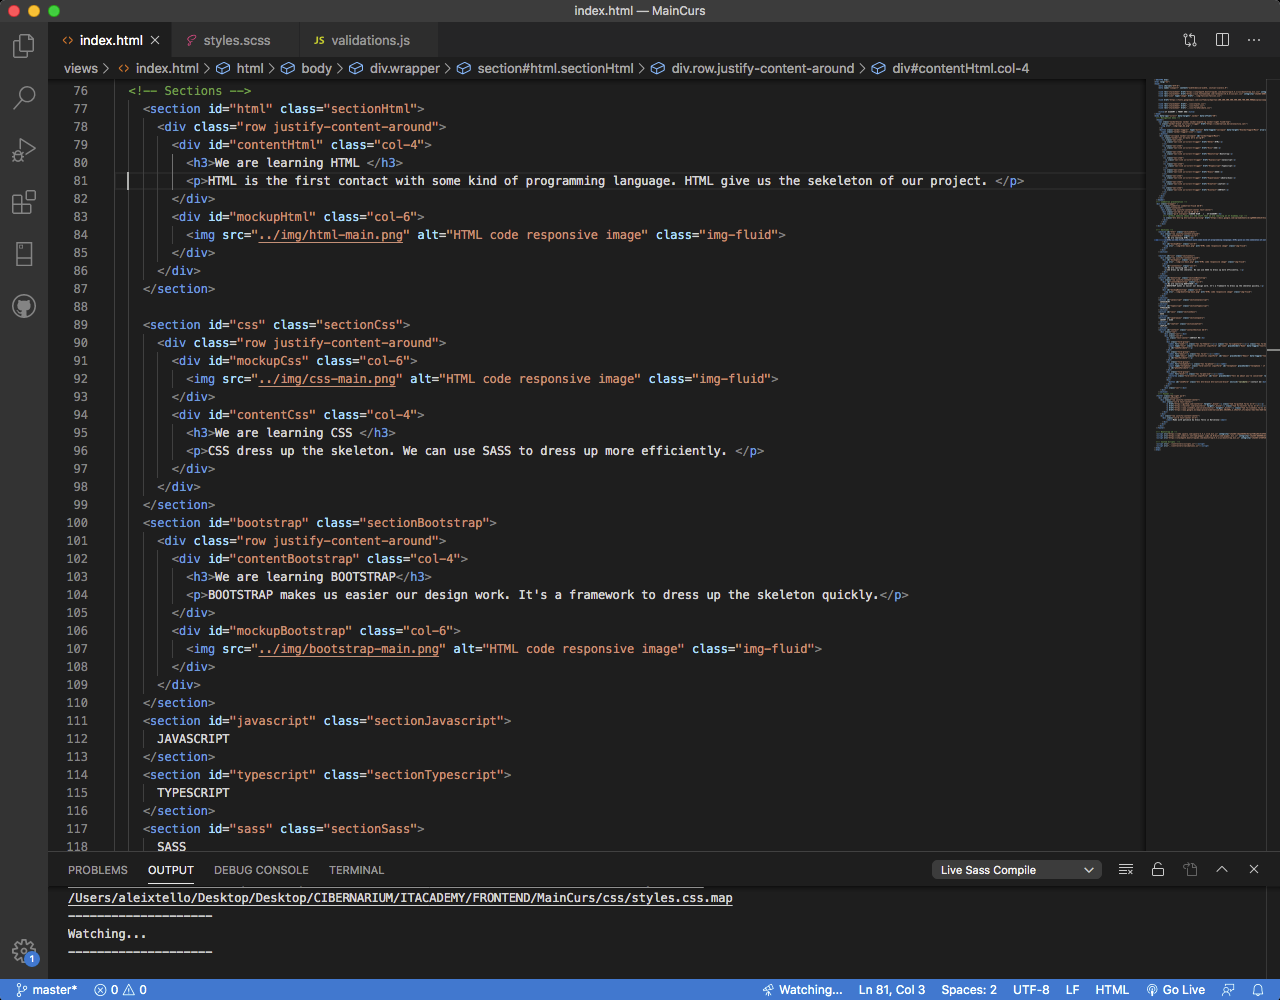 index.html — MainCurs
index.html
styles.scss
JS validations.js
views > index.html > html > body > div.wrapper > section#html.sectionHtml > div.row.justify-content-around > div#contentHtml.col-4
76 <!-- Sections -->
77 <section id="html" class="sectionHtml">
78 <div class="row justify-content-around">
79 <div id="contentHtml" class="col-4">
80 <h3>We are learning HTML </h3>
81 <p>HTML is the first contact with some kind of programming language. HTML give us the sekeleton of our project. </p>
82 </div>
83 <div id="mockupHtml" class="col-6">
84 <img src="../img/html-main.png" alt="HTML code responsive image" class="img-fluid">
85 </div>
86 </div>
87 </section>
88
89 <section id="css" class="sectionCss">
90 <div class="row justify-content-around">
91 <div id="mockupCss" class="col-6">
92 <img src="../img/css-main.png" alt="HTML code responsive image" class="img-fluid">
93 </div>
94 <div id="contentCss" class="col-4">
95 <h3>We are learning CSS </h3>
96 <p>CSS dress up the skeleton. We can use SASS to dress up more efficiently. </p>
97 </div>
98 </div>
99 </section>
100 <section id="bootstrap" class="sectionBootstrap">
101 <div class="row justify-content-around">
102 <div id="contentBootstrap" class="col-4">
103 <h3>We are learning BOOTSTRAP</h3>
104 <p>BOOTSTRAP makes us easier our design work. It's a framework to dress up the skeleton quickly.</p>
105 </div>
106 <div id="mockupBootstrap" class="col-6">
107 <img src="../img/bootstrap-main.png" alt="HTML code responsive image" class="img-fluid">
108 </div>
109 </div>
110 </section>
111 <section id="javascript" class="sectionJavascript">
112 JAVASCRIPT
113 </section>
114 <section id="typescript" class="sectionTypescript">
115 TYPESCRIPT
116 </section>
117 <section id="sass" class="sectionSass">
118 SASS
PROBLEMS OUTPUT DEBUG CONSOLE TERMINAL Live Sass Compile
/Users/aleixtello/Desktop/Desktop/CIBERNARIUM/ITACADEMY/FRONTEND/MainCurs/css/styles.css.map
--------------------
Watching...
--------------------
1
master* 0 0 Watching... Ln 81, Col 3 Spaces: 2 UTF-8 LF HTML Go Live